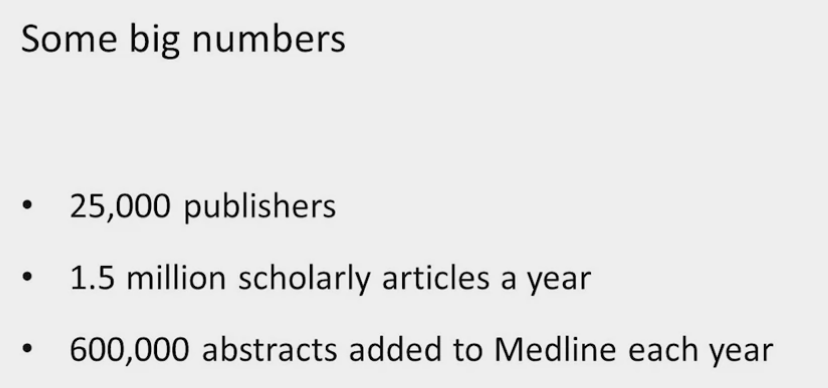 Some big numbers
• 25,000 publishers
• 1.5 million scholarly articles a year
• 600,000 abstracts added to Medline each year